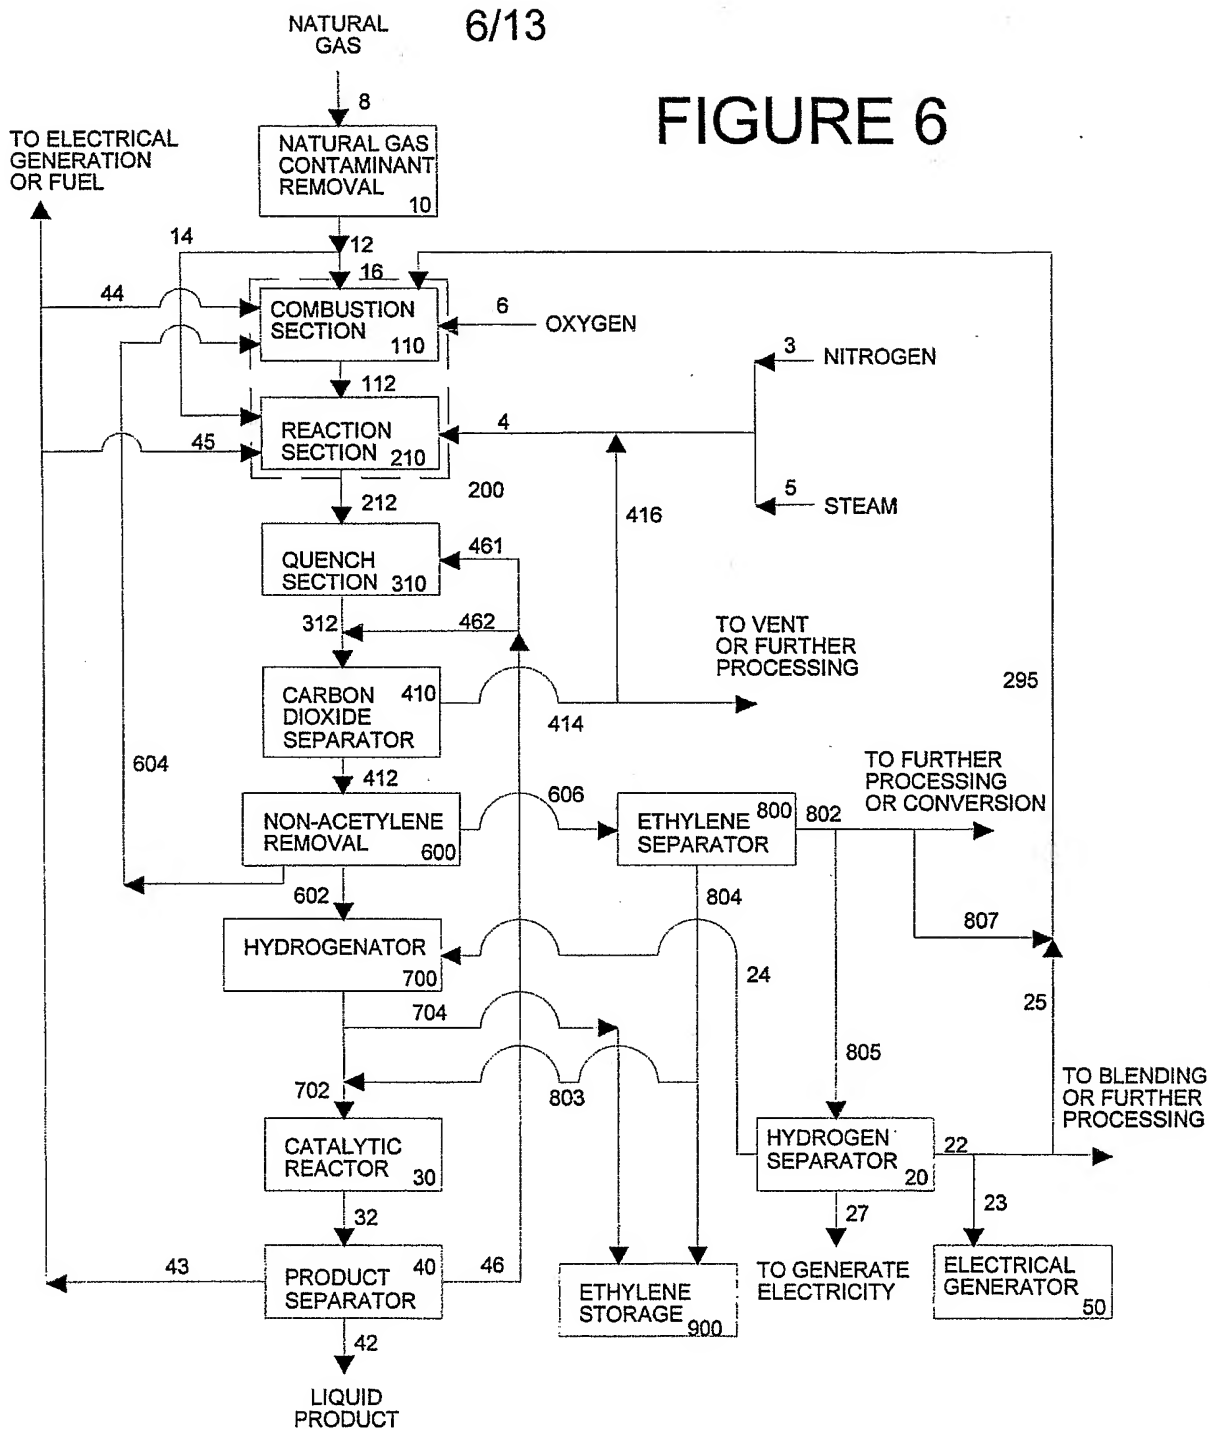 6/13
FIGURE 6
NATURAL
GAS
8
TO ELECTRICAL
GENERATION
OR FUEL
NATURAL GAS
CONTAMINANT
REMOVAL
10
14
12
16
44
COMBUSTION
SECTION
110
6
OXYGEN
3
NITROGEN
112
4
REACTION
SECTION
210
45
200
5
STEAM
212
416
461
QUENCH
SECTION
310
312
462
TO VENT
OR FURTHER
PROCESSING
295
CARBON
DIOXIDE
SEPARATOR
410
414
604
412
606
TO FURTHER
PROCESSING
OR CONVERSION
NON-ACETYLENE
REMOVAL
600
ETHYLENE
SEPARATOR
800
802
602
804
807
HYDROGENATOR
700
24
25
704
805
702
803
TO BLENDING
OR FURTHER
PROCESSING
CATALYTIC
REACTOR
30
HYDROGEN
SEPARATOR
20
22
32
27
23
43
PRODUCT
SEPARATOR
40
46
ETHYLENE
STORAGE
900
TO GENERATE
ELECTRICITY
ELECTRICAL
GENERATOR
50
42
LIQUID
PRODUCT